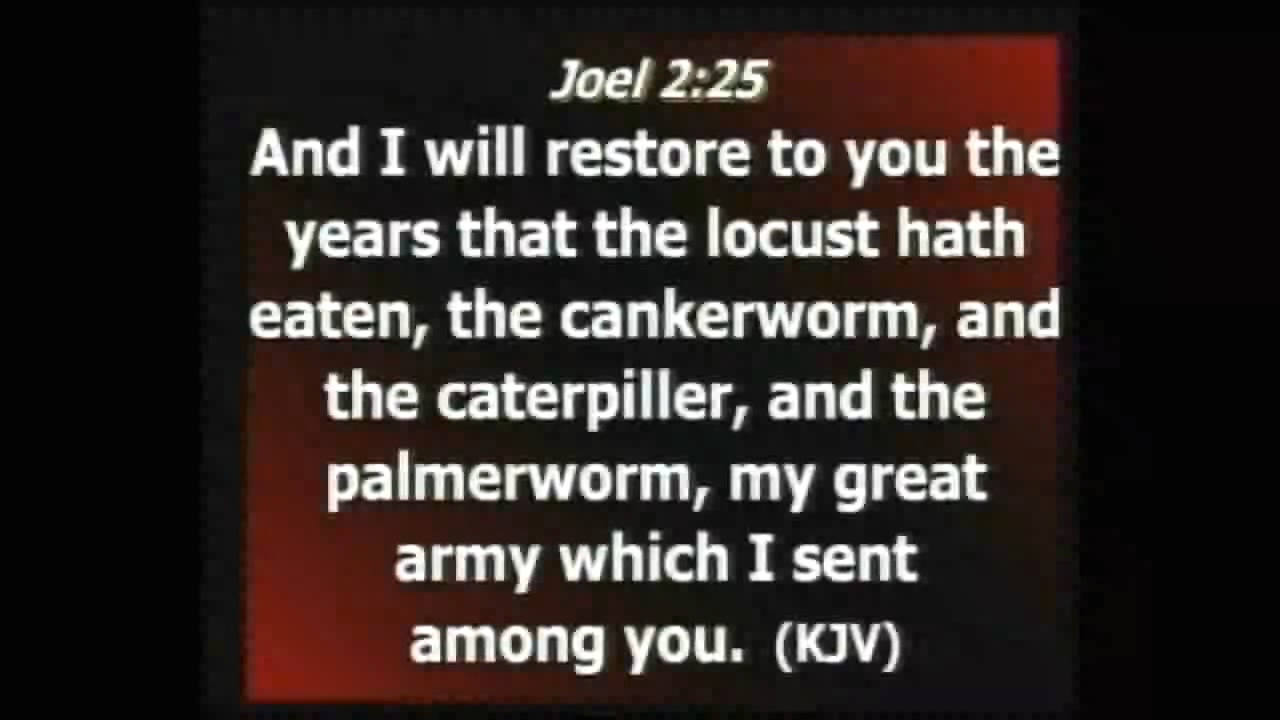 Joel 2:25
And I will restore to you the
years that the locust hath
eaten, the cankerworm, and
the caterpiller, and the
palmerworm, my great
army which I sent
among you. (KJV)